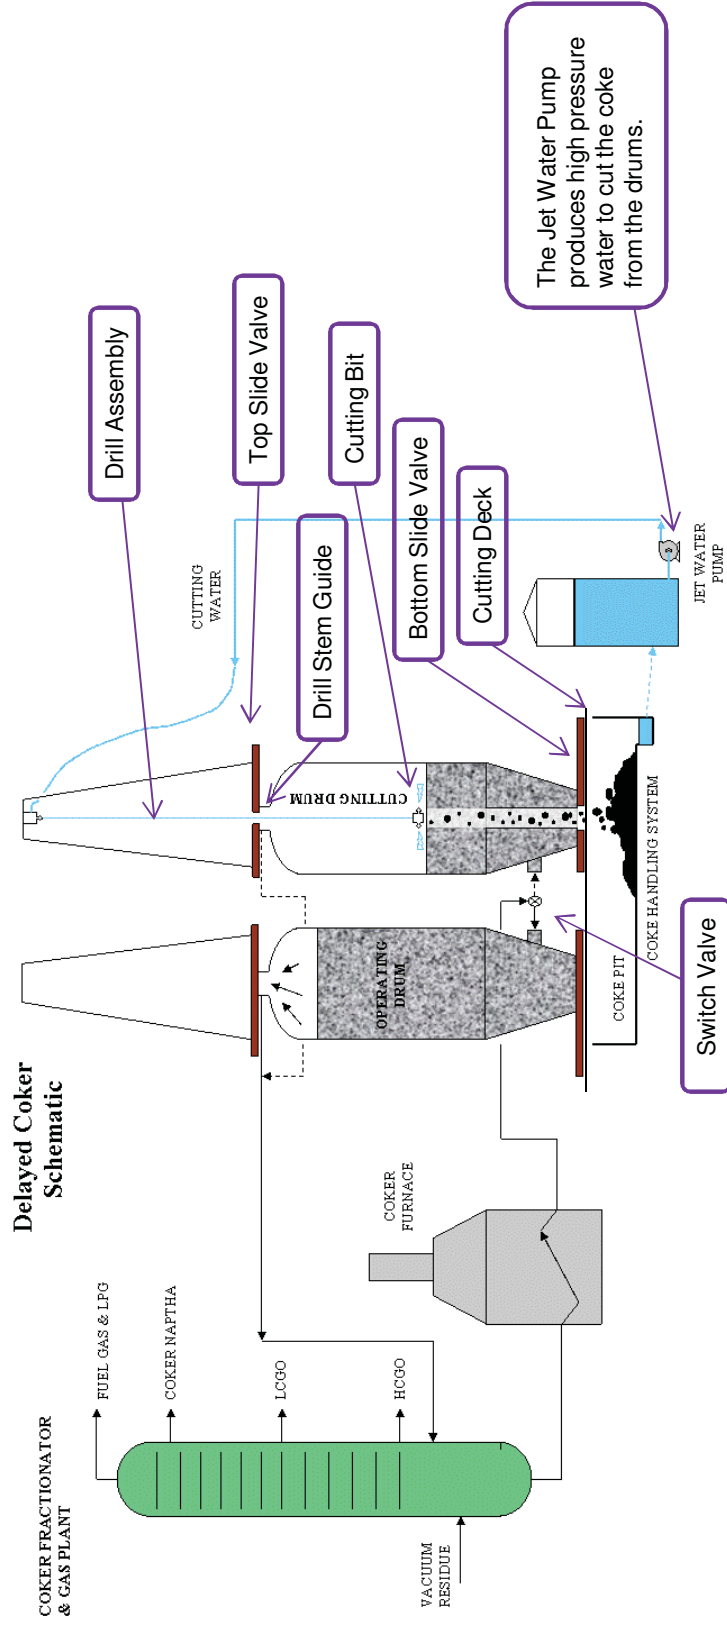 Delayed Coker
Schematic
COKER FRACTIONATOR
& GAS PLANT
FUEL GAS & LPG
COKER NAPTHA
LCGO
HCGO
VACUUM
RESIDUE
COKER
FURNACE
OPERATING
DRUM
CUTTING DRUM
CUTTING
WATER
COKE PIT
COKE HANDLING SYSTEM
JET WATER
PUMP
Drill Assembly
Top Slide Valve
Drill Stem Guide
Cutting Bit
Bottom Slide Valve
Cutting Deck
Switch Valve
The Jet Water Pump
produces high pressure
water to cut the coke
from the drums.